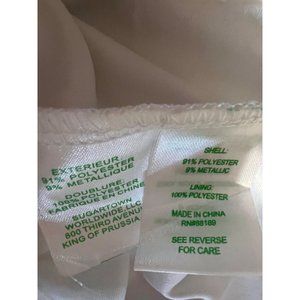 EXTERIEUR
91% POLYESTER
9% METALLIQUE
DOUBLURE
100% POLYESTER
FABRIQUE EN CHINE
SUGARTOWN
WORLDWIDE LLC
800 THIRD AVENUE
KING OF PRUSSIA
SHELL:
91% POLYESTER
9% METALLIC
LINING:
100% POLYESTER
MADE IN CHINA
RN#88189
SEE REVERSE
FOR CARE